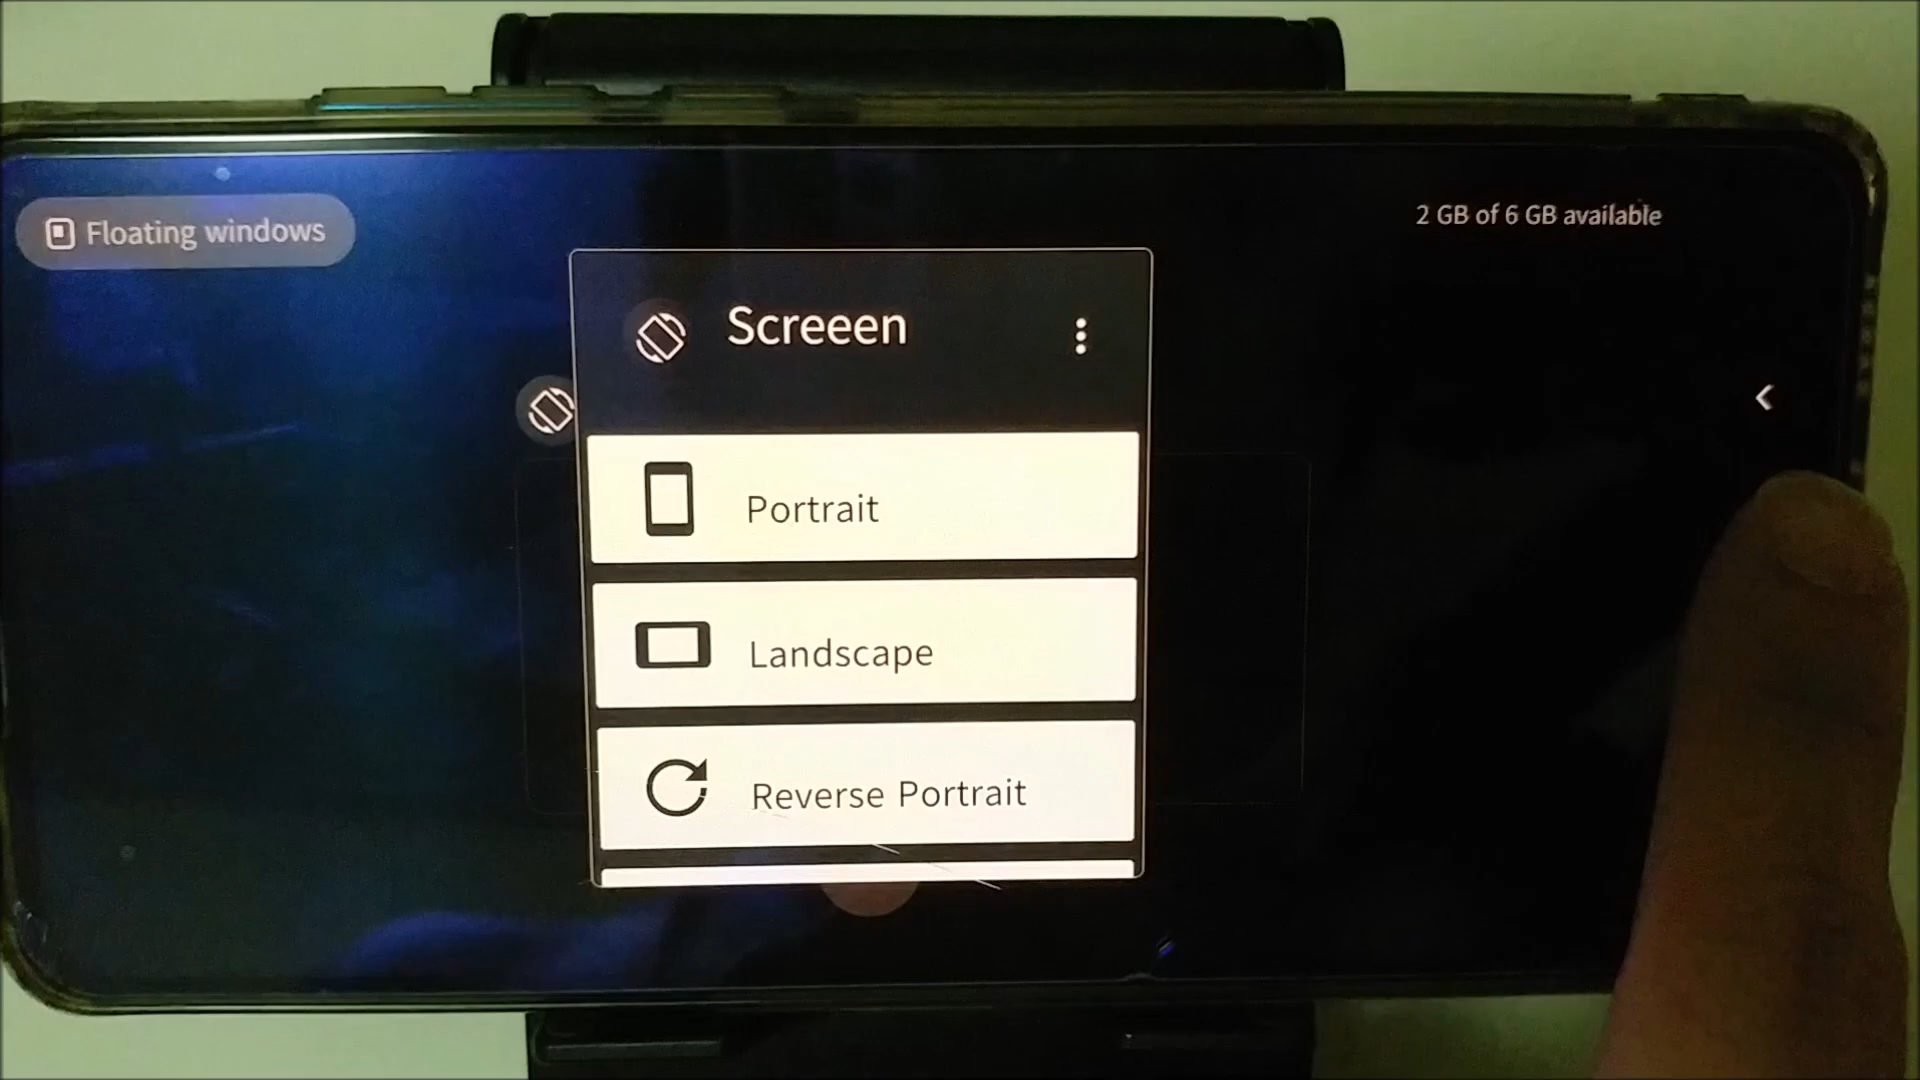 Floating windows
2 GB of 6 GB available
Screeen
Portrait
Landscape
Reverse Portrait